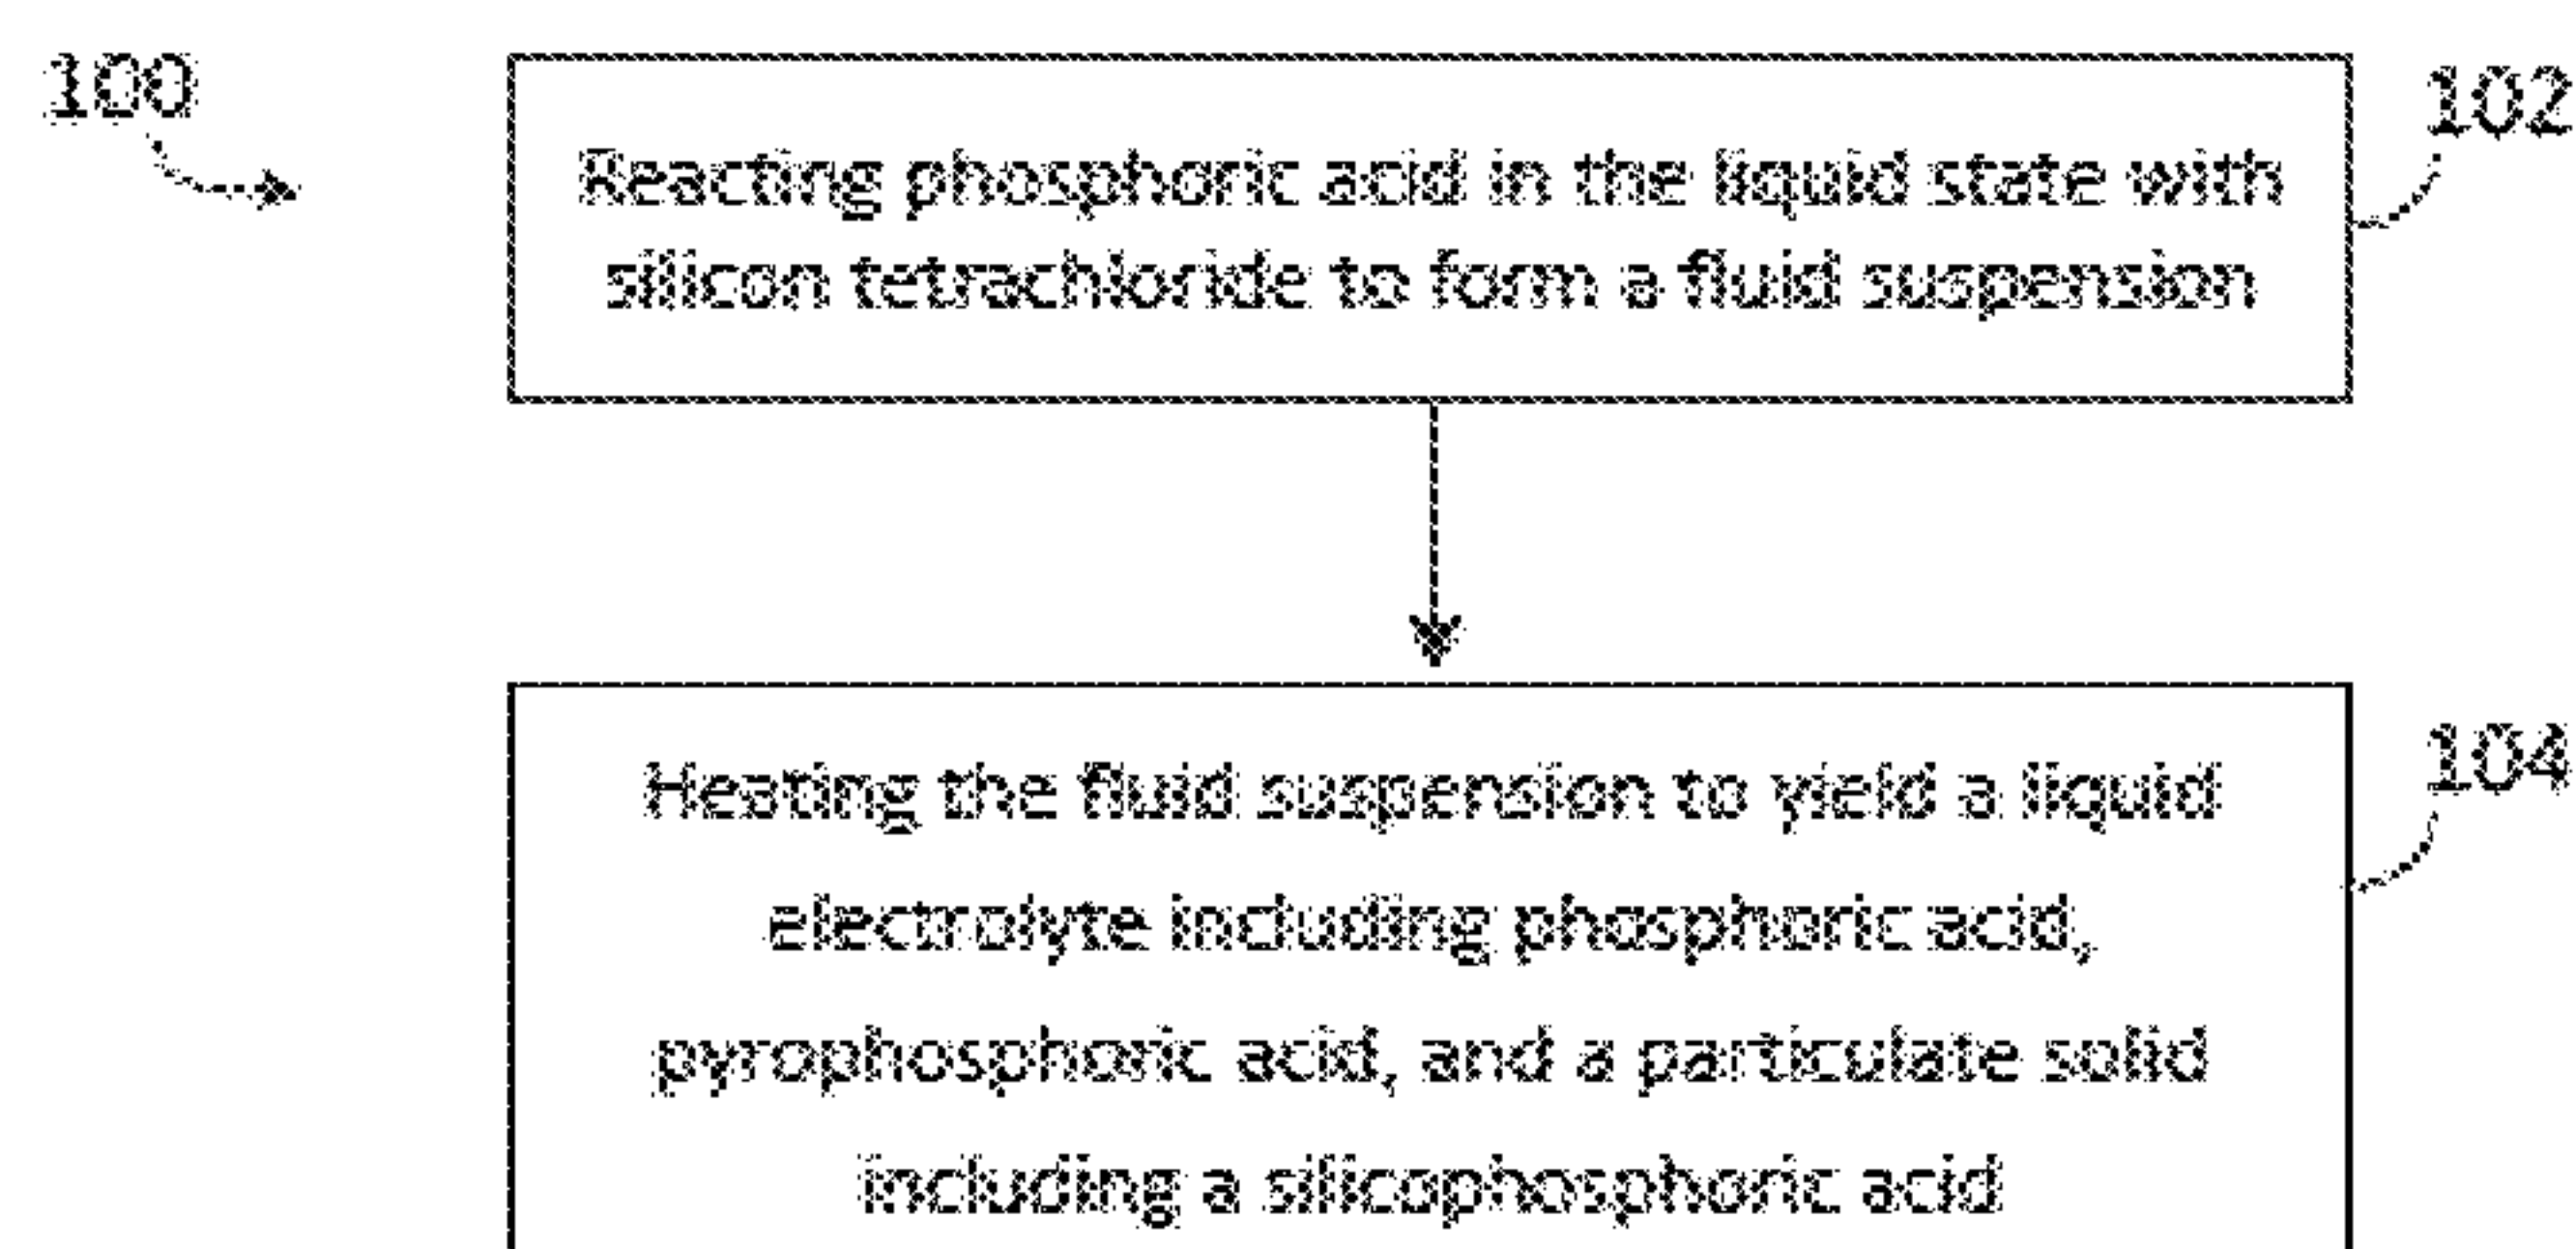 100
102
Reacting phosphoric acid in the liquid state with
silicon tetrachloride to form a fluid suspension
104
Heating the fluid suspension to yield a liquid
electrolyte including phosphoric acid,
pyrophosphoric acid, and a particulate solid
including a silicophosphoric acid